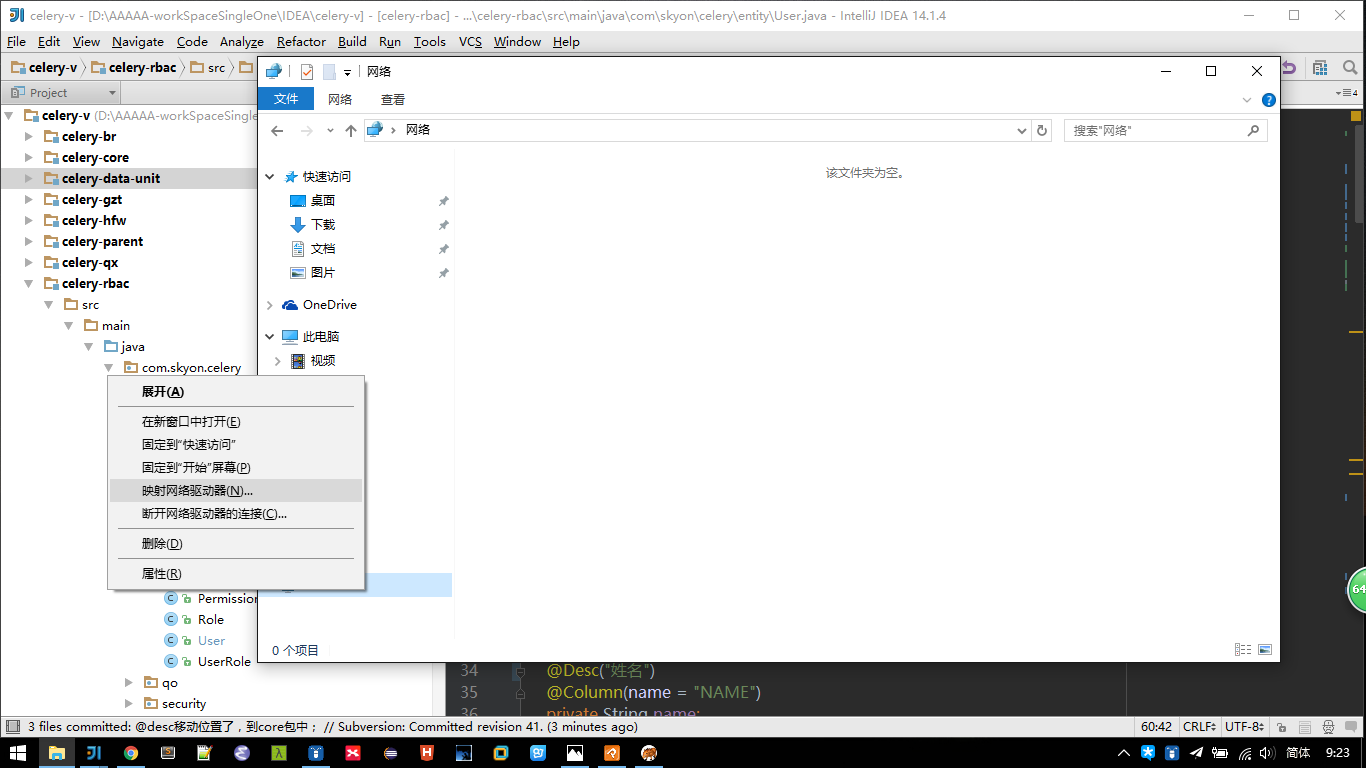 celery-v - [D:\AAAAA-workSpaceSingleOne\IDEA\celery-v] - [celery-rbac] - ...\celery-rbac\src\main\java\com\skyon\celery\entity\User.java - IntelliJ IDEA 14.1.4
File Edit View Navigate Code Analyze Refactor Build Run Tools VCS Window Help
celery-v celery-rbac src
Project
celery-v (D:\AAAAA-workSpaceSingle
celery-br
celery-core
celery-data-unit
celery-gzt
celery-hfw
celery-parent
celery-qx
celery-rbac
src
main
java
com.skyon.celery
展开(A)
在新窗口中打开(E)
固定到"快速访问"
固定到"开始"屏幕(P)
映射网络驱动器(N)...
断开网络驱动器的连接(C)...
删除(D)
属性(R)
Permission
Role
User
UserRole
qo
security
网络
文件 网络 查看
网络
搜索"网络"
快速访问
桌面
下载
文档
图片
OneDrive
此电脑
视频
该文件夹为空。
0 个项目
4
64
34 @Desc("姓名")
35 @Column(name = "NAME")
36 private String name;
3 files committed: @desc移动位置了，到core包中； // Subversion: Committed revision 41. (3 minutes ago)
60:42 CRLF UTF-8
简体 9:23